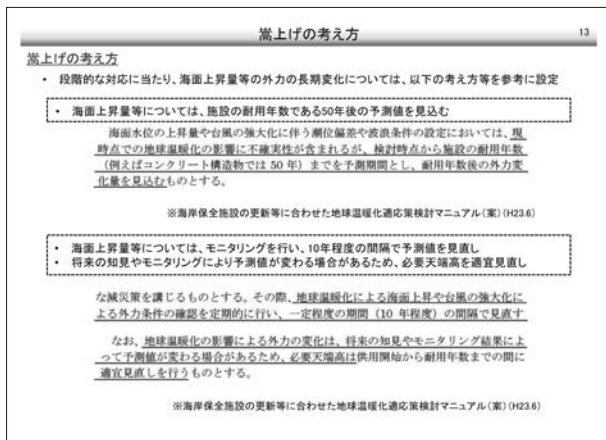 嵩上げの考え方
13
嵩上げの考え方
・ 段階的な対応に当たり、海面上昇量等の外力の長期変化については、以下の考え方等を参考に設定
・ 海面上昇量等については、施設の耐用年数である50年後の予測値を見込む
海面水位の上昇量や台風の強大化に伴う潮位偏差や波浪条件の設定においては、現
時点での地球温暖化の影響に不確実性が含まれるが、検討時点から施設の耐用年数
（例えばコンクリート構造物では 50 年）までを予測期間とし、耐用年数後の外力変
化量を見込むものとする。
※海岸保全施設の更新等に合わせた地球温暖化適応策検討マニュアル（案）（H23.6）
・ 海面上昇量等については、モニタリングを行い、10年程度の間隔で予測値を見直し
・ 将来の知見やモニタリングにより予測値が変わる場合があるため、必要天端高を適宜見直し
な減災策を講じるものとする。その際、地球温暖化による海面上昇や台風の強大化に
よる外力条件の確認を定期的に行い、一定程度の期間（10 年程度）の間隔で見直す
なお、地球温暖化の影響による外力の変化は、将来の知見やモニタリング結果によ
って予測値が変わる場合があるため、必要天端高は供用開始から耐用年数までの間に
適宜見直しを行うものとする。
※海岸保全施設の更新等に合わせた地球温暖化適応策検討マニュアル（案）（H23.6）